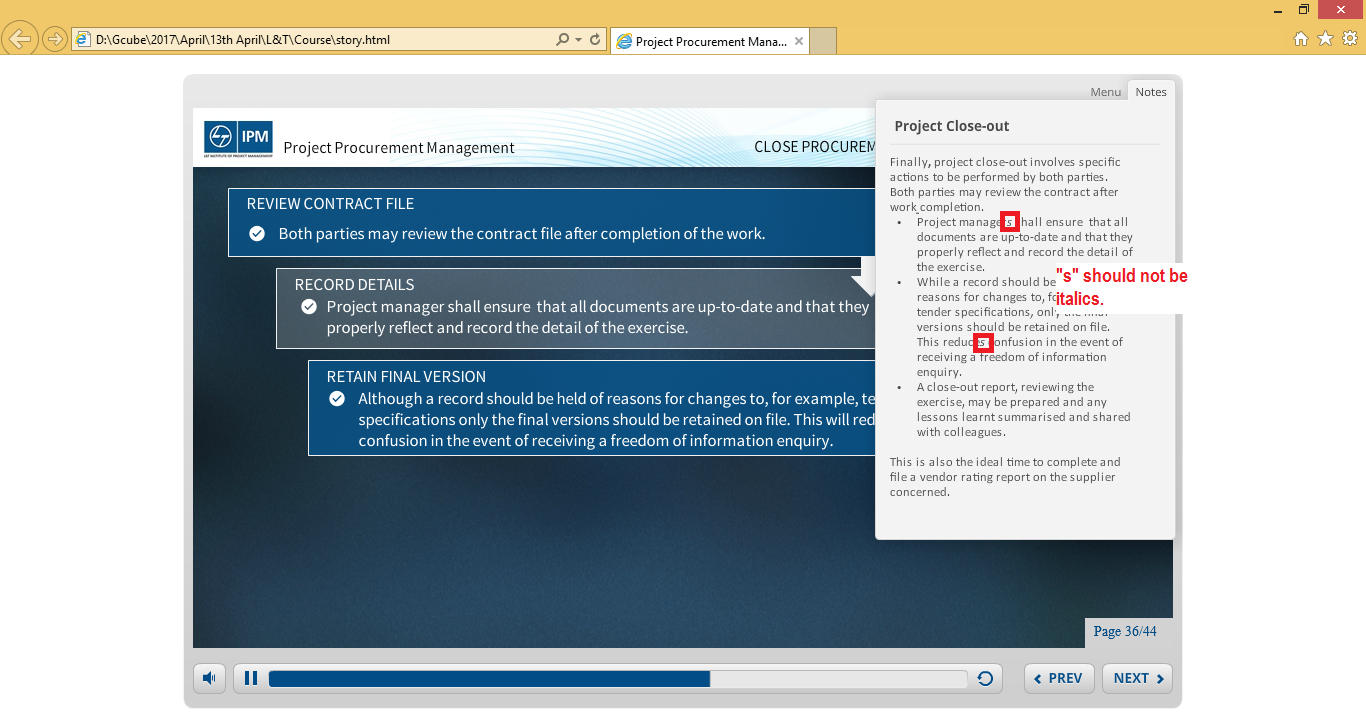 D:\Gcube\2017\April\13th April\L&T\Course\story.html
Project Procurement Mana...
Menu
Notes
IPM
L&T INSTITUTE OF PROJECT MANAGEMENT
Project Procurement Management
CLOSE PROCUREM
REVIEW CONTRACT FILE
Both parties may review the contract file after completion of the work.
RECORD DETAILS
Project manager shall ensure that all documents are up-to-date and that they
properly reflect and record the detail of the exercise.
RETAIN FINAL VERSION
Although a record should be held of reasons for changes to, for example, te
specifications only the final versions should be retained on file. This will red
confusion in the event of receiving a freedom of information enquiry.
Project Close-out
Finally, project close-out involves specific
actions to be performed by both parties.
Both parties may review the contract after
work completion.
• Project managers shall ensure that all
documents are up-to-date and that they
properly reflect and record the detail of
the exercise.
• While a record should be
reasons for changes to, fo
tender specifications, only the final
versions should be retained on file.
This reduces confusion in the event of
receiving a freedom of information
enquiry.
• A close-out report, reviewing the
exercise, may be prepared and any
lessons learnt summarised and shared
with colleagues.
This is also the ideal time to complete and
file a vendor rating report on the supplier
concerned.
"s" should not be
italics.
Page 36/44
PREV
NEXT